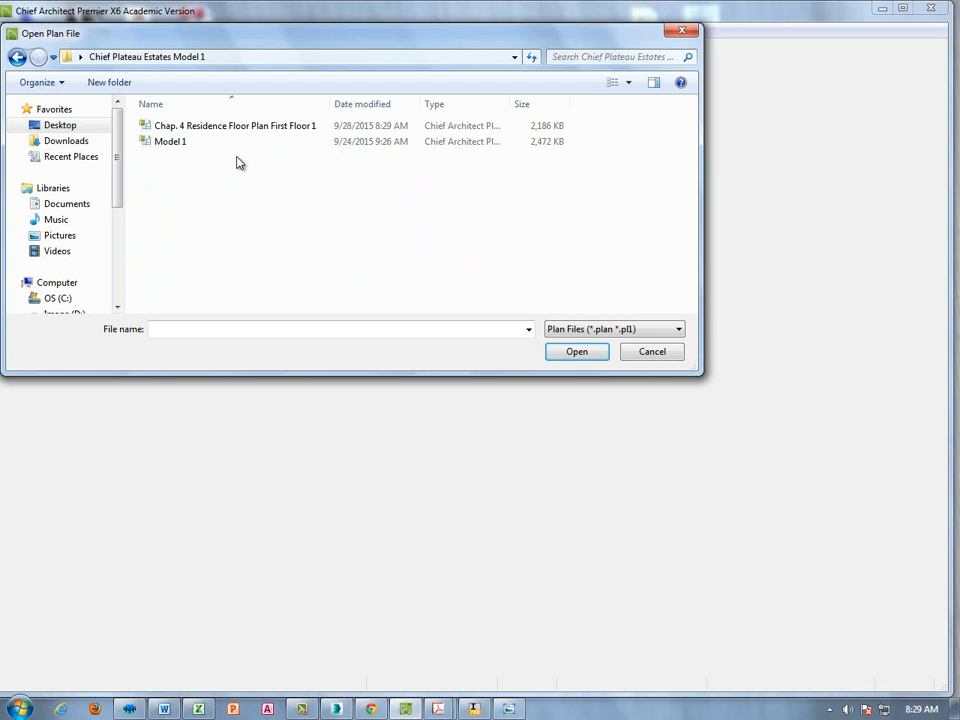 Chief Architect Premier X6 Academic Version
Open Plan File
Chief Plateau Estates Model 1
Search Chief Plateau Estates ...
Organize
New folder
Favorites
Desktop
Downloads
Recent Places
Libraries
Documents
Music
Pictures
Videos
Computer
OS (C:)
Image (D:)
Name Date modified Type Size
Chap. 4 Residence Floor Plan First Floor 1 9/28/2015 8:29 AM Chief Architect Pl... 2,186 KB
Model 1 9/24/2015 9:26 AM Chief Architect Pl... 2,472 KB
File name:
Plan Files (*.plan *.pl1)
Open
Cancel
8:29 AM